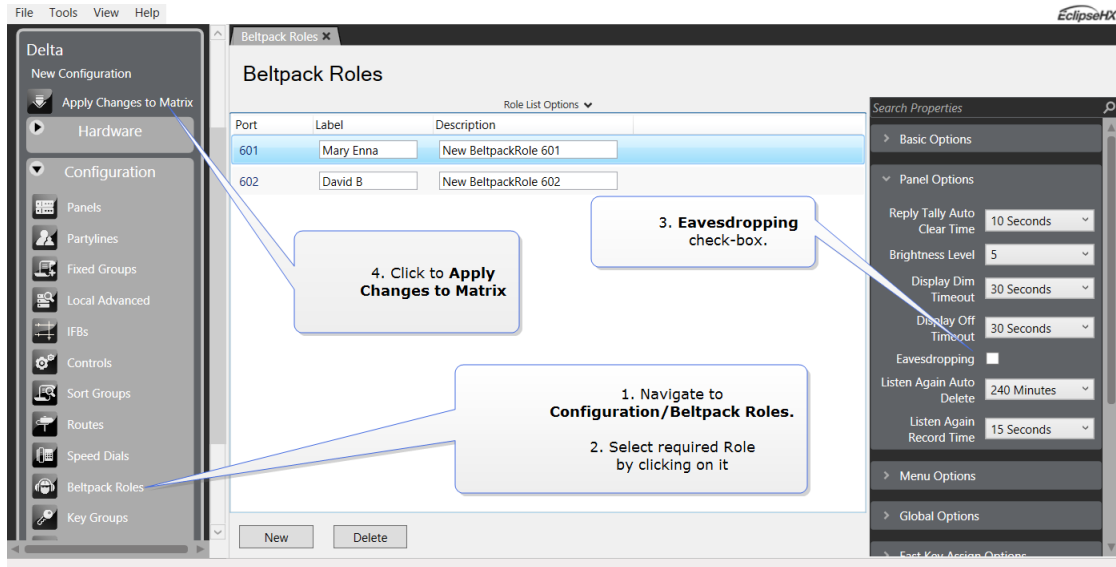 File Tools View Help
EclipseHX
Delta
New Configuration
Apply Changes to Matrix
Hardware
Configuration
Panels
Partylines
Fixed Groups
Local Advanced
IFBs
Controls
Sort Groups
Routes
Speed Dials
Beltpack Roles
Key Groups
Beltpack Roles ×
Beltpack Roles
Role List Options
Port Label Description
601 Mary Enna New BeltpackRole 601
602 David B New BeltpackRole 602
3. Eavesdropping
check-box.
4. Click to Apply
Changes to Matrix
1. Navigate to
Configuration/Beltpack Roles.
2. Select required Role
by clicking on it
New Delete
Search Properties
Basic Options
Panel Options
Reply Tally Auto
Clear Time 10 Seconds
Brightness Level 5
Display Dim
Timeout 30 Seconds
Display Off
Timeout 30 Seconds
Eavesdropping
Listen Again Auto
Delete 240 Minutes
Listen Again
Record Time 15 Seconds
Menu Options
Global Options
Fast Key Assign Options